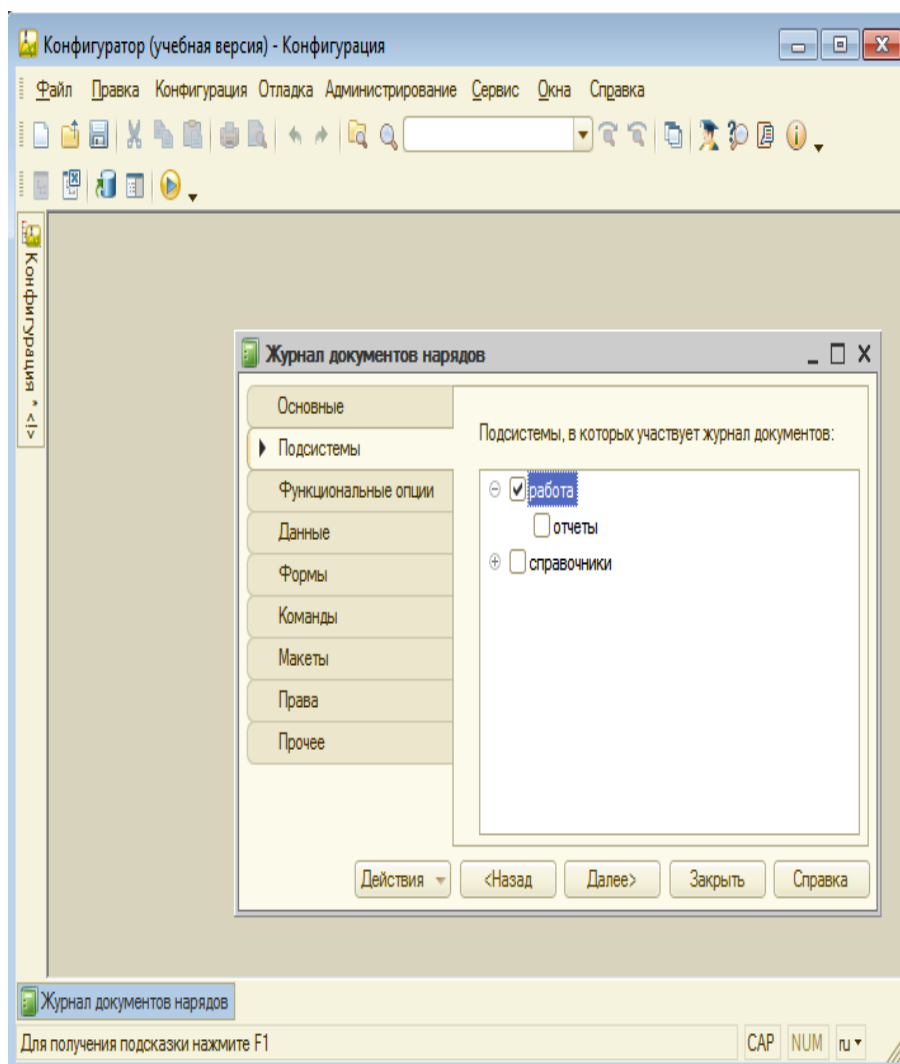 Конфигуратор (учебная версия) - Конфигурация
Файл Правка Конфигурация Отладка Администрирование Сервис Окна Справка
Конфигурация * <!>
Журнал документов нарядов
Основные
Подсистемы
Функциональные опции
Данные
Формы
Команды
Макеты
Права
Прочее
Подсистемы, в которых участвует журнал документов:
работа
отчеты
справочники
Действия <Назад Далее> Закрыть Справка
Журнал документов нарядов
Для получения подсказки нажмите F1 CAP NUM ru